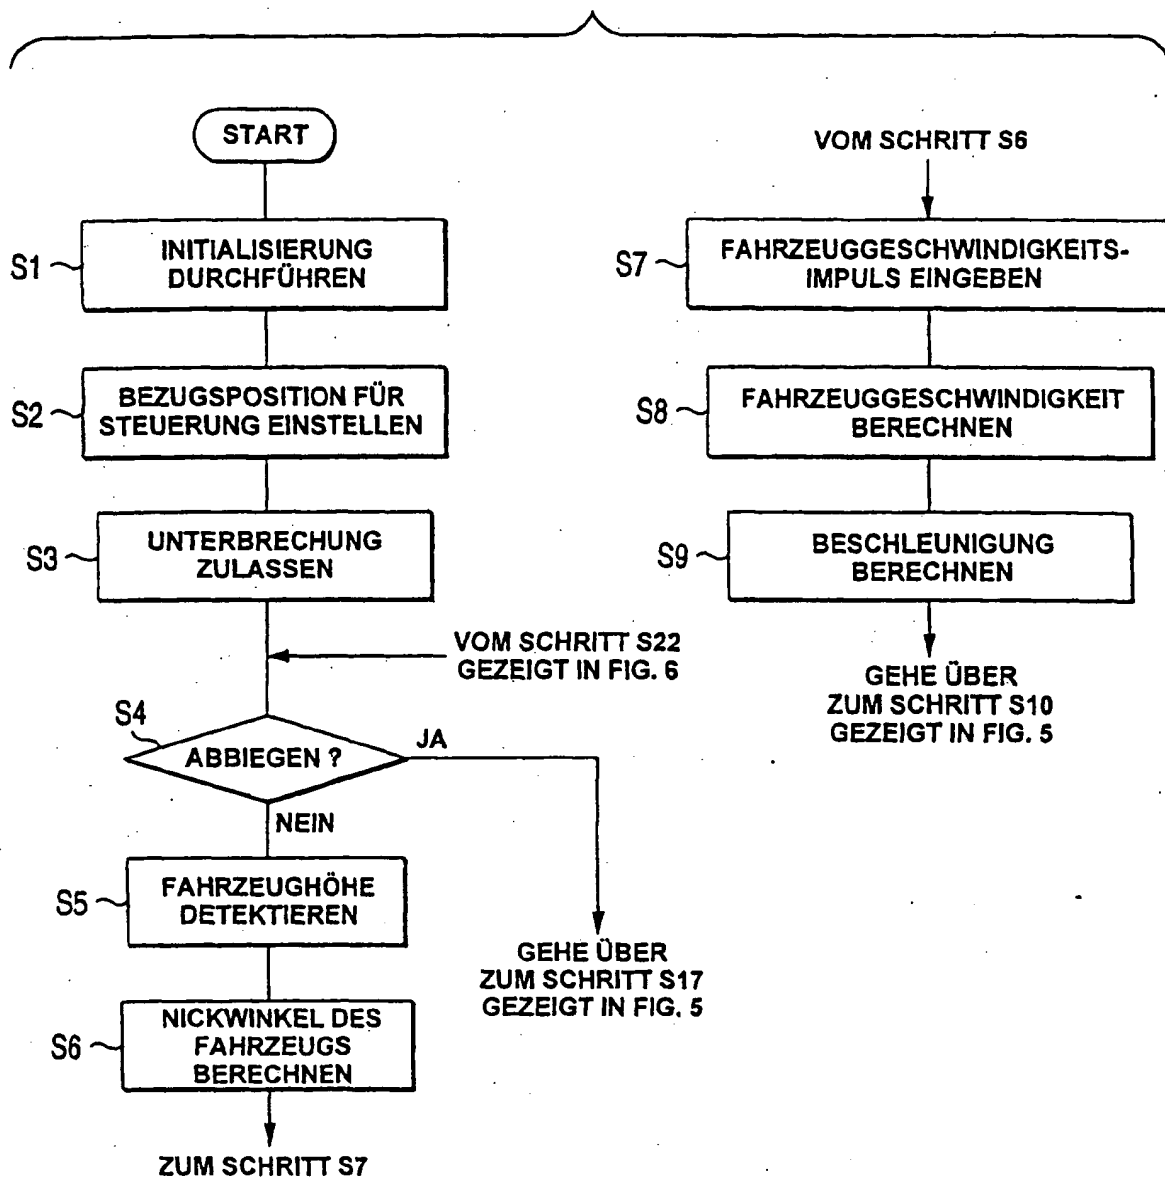 START
S1
INITIALISIERUNG
DURCHFÜHREN
S2
BEZUGSPOSITION FÜR
STEUERUNG EINSTELLEN
S3
UNTERBRECHUNG
ZULASSEN
VOM SCHRITT S22
GEZEIGT IN FIG. 6
S4
ABBIEGEN ?
JA
NEIN
S5
FAHRZEUGHÖHE
DETEKTIEREN
GEHE ÜBER
ZUM SCHRITT S17
GEZEIGT IN FIG. 5
S6
NICKWINKEL DES
FAHRZEUGS
BERECHNEN
ZUM SCHRITT S7
VOM SCHRITT S6
S7
FAHRZEUGGESCHWINDIGKEITS-
IMPULS EINGEBEN
S8
FAHRZEUGGESCHWINDIGKEIT
BERECHNEN
S9
BESCHLEUNIGUNG
BERECHNEN
GEHE ÜBER
ZUM SCHRITT S10
GEZEIGT IN FIG. 5